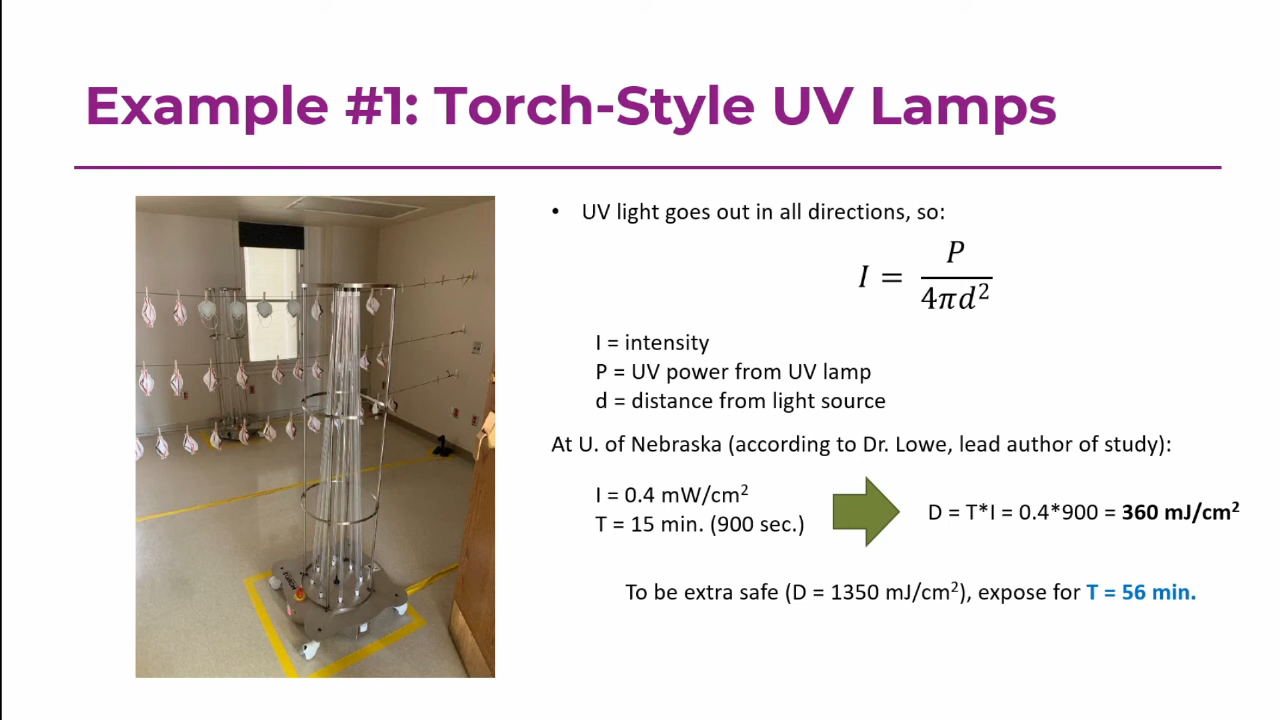 Example #1: Torch-Style UV Lamps
• UV light goes out in all directions, so:
I = P / 4πd²
I = intensity
P = UV power from UV lamp
d = distance from light source
At U. of Nebraska (according to Dr. Lowe, lead author of study):
I = 0.4 mW/cm²
T = 15 min. (900 sec.)
D = T*I = 0.4*900 = 360 mJ/cm²
To be extra safe (D = 1350 mJ/cm²), expose for T = 56 min.